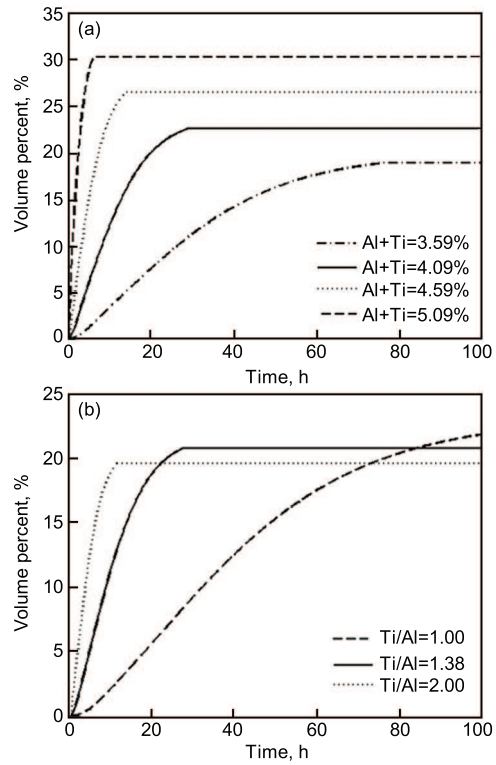 (a)
35
30
25
20
15
10
5
0
Volume percent, %
Al+Ti=3.59%
Al+Ti=4.09%
Al+Ti=4.59%
Al+Ti=5.09%
0 20 40 60 80 100
Time, h
(b)
25
20
15
10
5
0
Volume percent, %
Ti/Al=1.00
Ti/Al=1.38
Ti/Al=2.00
0 20 40 60 80 100
Time, h